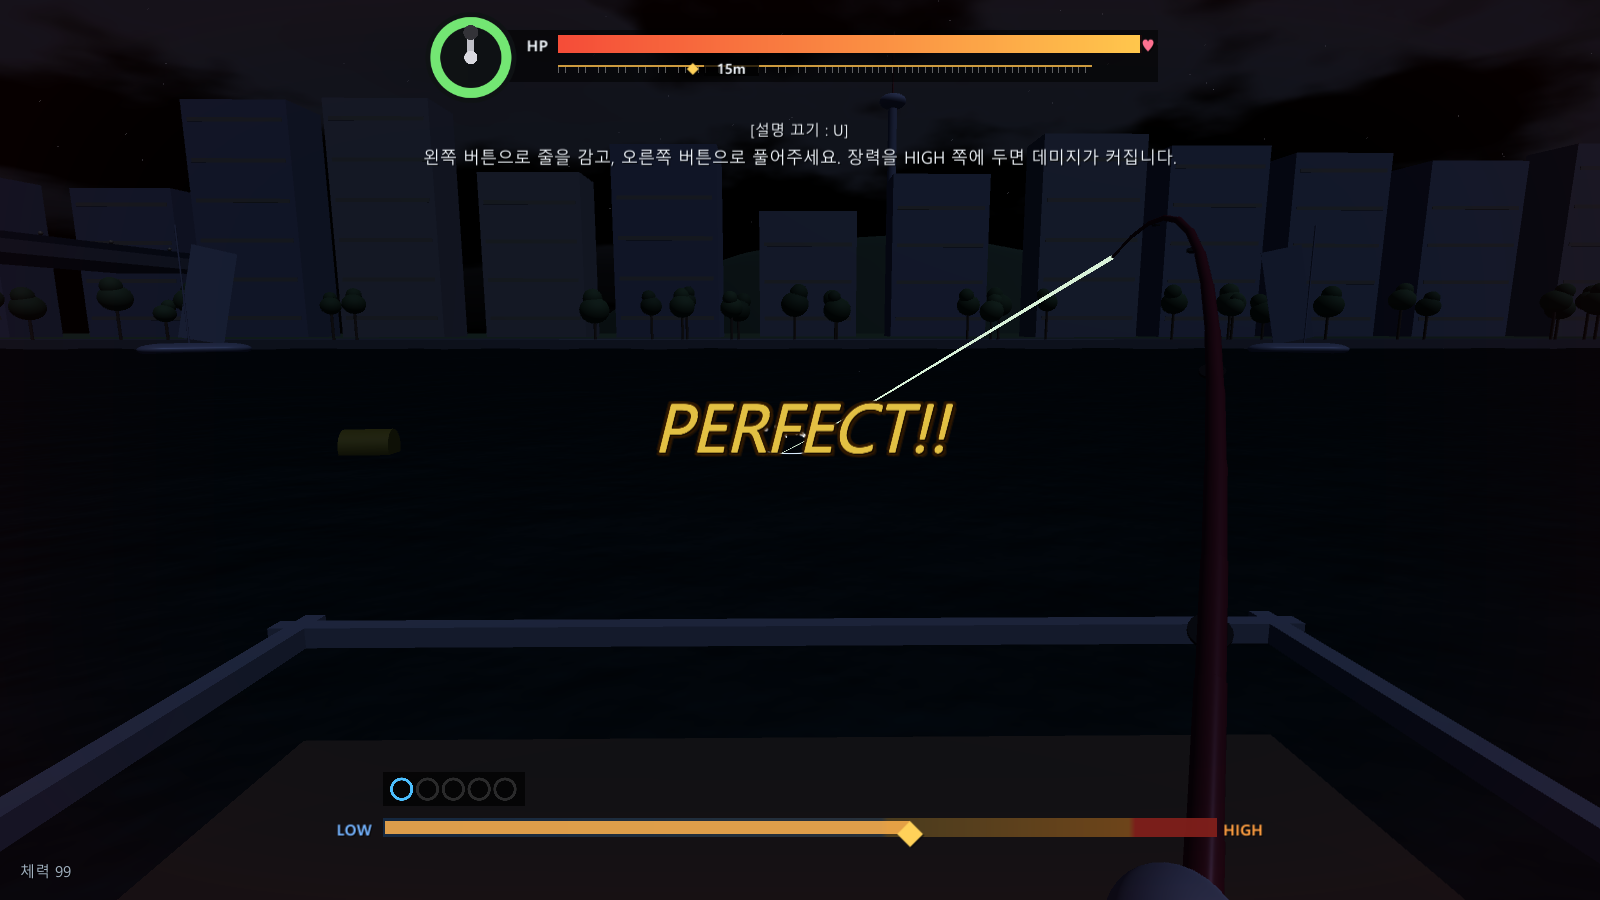 HP
15m
[설명 끄기 : U]
왼쪽 버튼으로 줄을 감고, 오른쪽 버튼으로 풀어주세요. 장력을 HIGH 쪽에 두면 데미지가 커집니다.
PERFECT!!
LOW
HIGH
체력 99